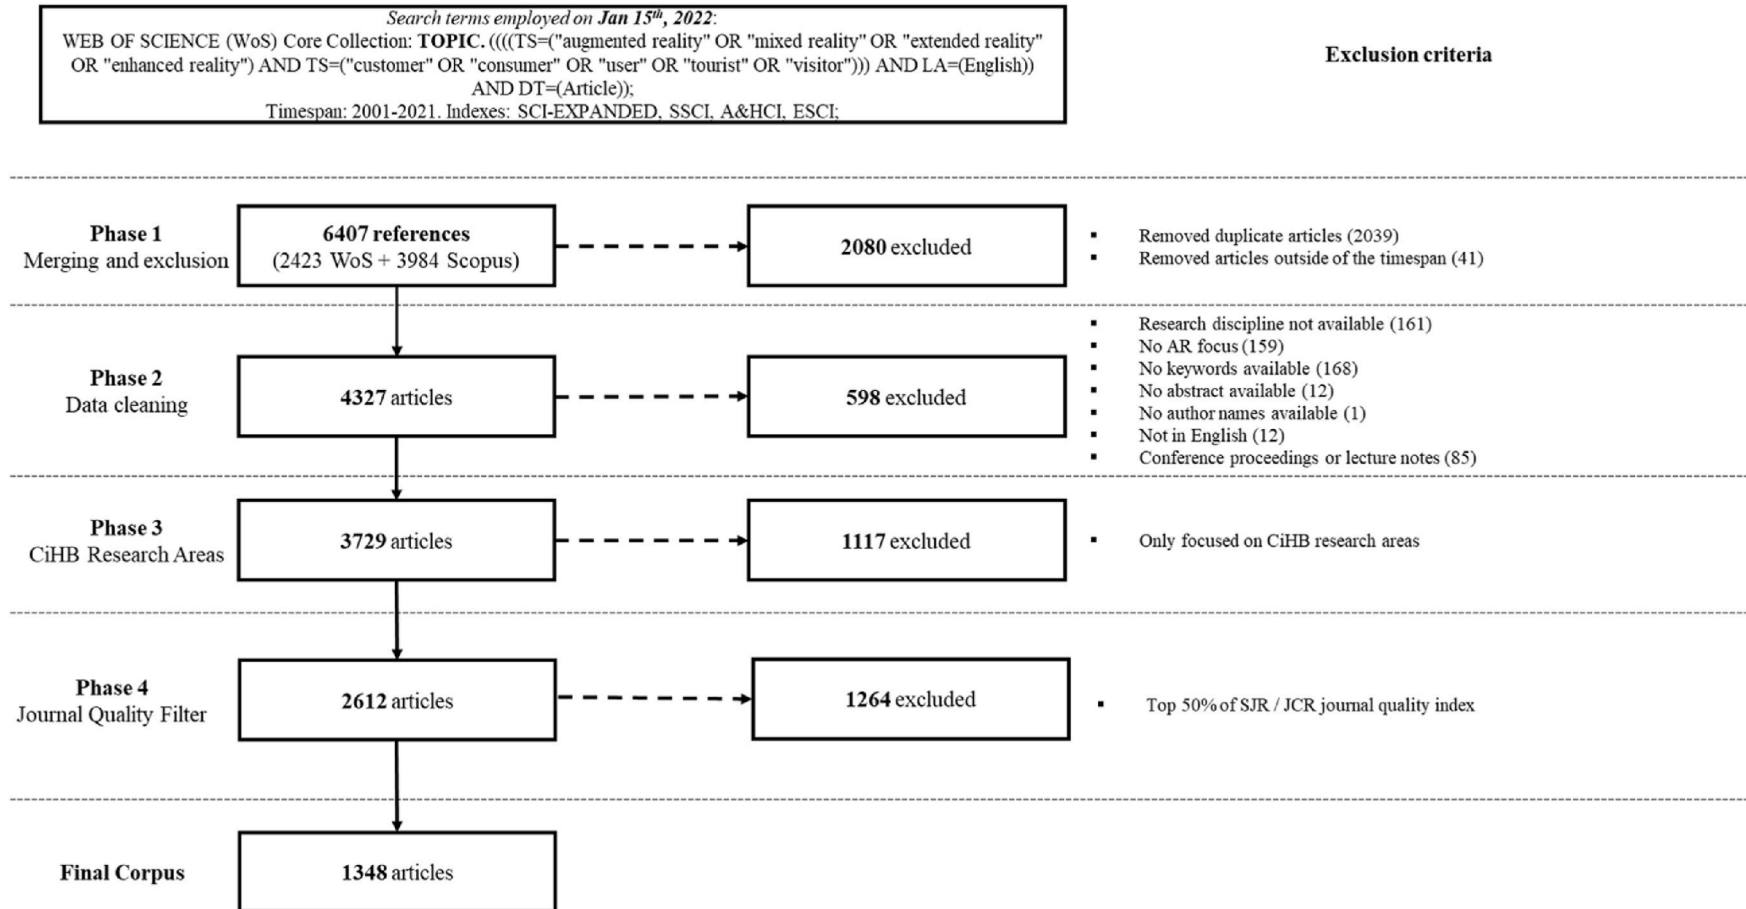 Search terms employed on Jan 15th, 2022:
WEB OF SCIENCE (WoS) Core Collection: TOPIC. ((((TS=("augmented reality" OR "mixed reality" OR "extended reality"
OR "enhanced reality") AND TS=("customer" OR "consumer" OR "user" OR "tourist" OR "visitor"))) AND LA=(English))
AND DT=(Article));
Timespan: 2001-2021. Indexes: SCI-EXPANDED, SSCI, A&HCI, ESCI;
Exclusion criteria
Phase 1
Merging and exclusion
6407 references
(2423 WoS + 3984 Scopus)
2080 excluded
▪ Removed duplicate articles (2039)
▪ Removed articles outside of the timespan (41)
Phase 2
Data cleaning
4327 articles
598 excluded
▪ Research discipline not available (161)
▪ No AR focus (159)
▪ No keywords available (168)
▪ No abstract available (12)
▪ No author names available (1)
▪ Not in English (12)
▪ Conference proceedings or lecture notes (85)
Phase 3
CiHB Research Areas
3729 articles
1117 excluded
▪ Only focused on CiHB research areas
Phase 4
Journal Quality Filter
2612 articles
1264 excluded
▪ Top 50% of SJR / JCR journal quality index
Final Corpus
1348 articles